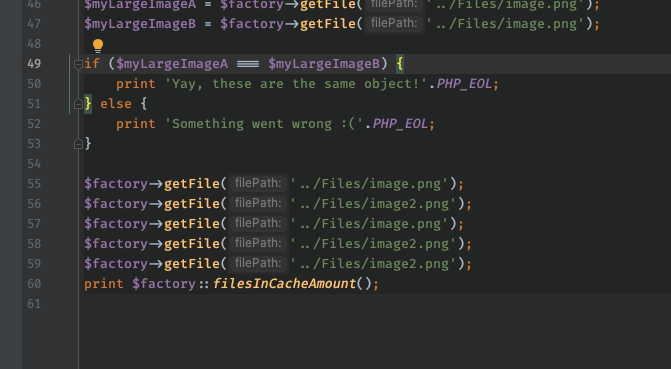 46 $myLargeImageA = $factory->getFile( filePath: '../Files/image.png');
47 $myLargeImageB = $factory->getFile( filePath: '../Files/image.png');
48
49 if ($myLargeImageA === $myLargeImageB) {
50 print 'Yay, these are the same object!'.PHP_EOL;
51 } else {
52 print 'Something went wrong :('.PHP_EOL;
53 }
54
55 $factory->getFile( filePath: '../Files/image.png');
56 $factory->getFile( filePath: '../Files/image2.png');
57 $factory->getFile( filePath: '../Files/image.png');
58 $factory->getFile( filePath: '../Files/image2.png');
59 $factory->getFile( filePath: '../Files/image2.png');
60 print $factory::filesInCacheAmount();
61